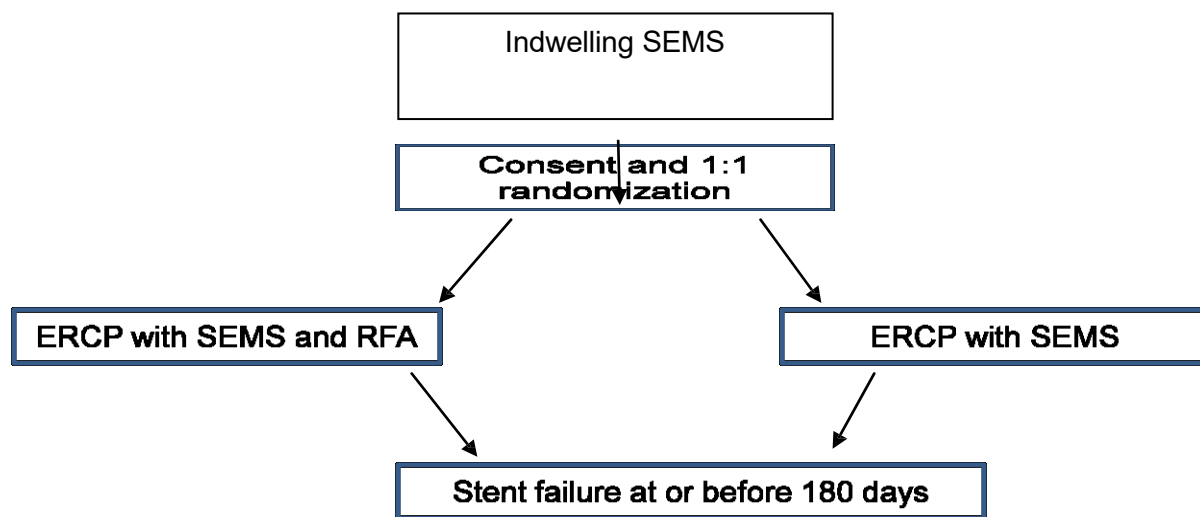 Indwelling SEMS
Consent and 1:1
randomization
ERCP with SEMS and RFA
ERCP with SEMS
Stent failure at or before 180 days